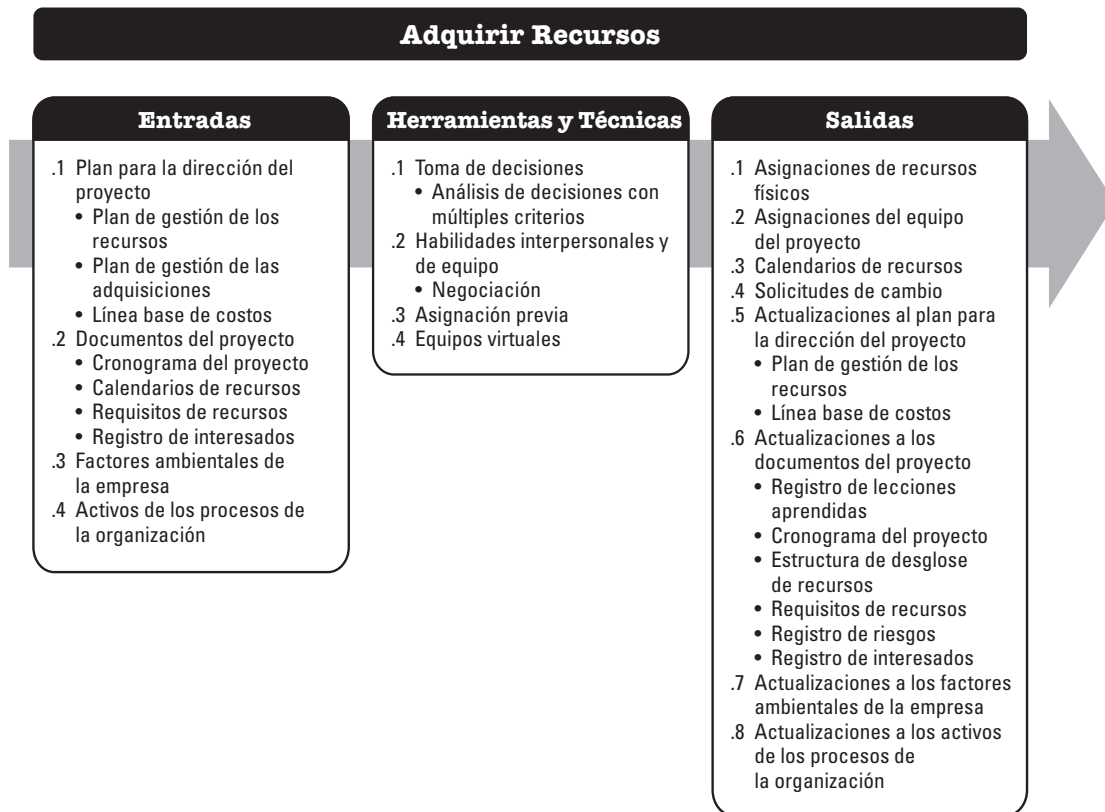 Adquirir Recursos
Entradas
.1 Plan para la dirección del
proyecto
• Plan de gestión de los
recursos
• Plan de gestión de las
adquisiciones
• Línea base de costos
.2 Documentos del proyecto
• Cronograma del proyecto
• Calendarios de recursos
• Requisitos de recursos
• Registro de interesados
.3 Factores ambientales de
la empresa
.4 Activos de los procesos de
la organización
Herramientas y Técnicas
.1 Toma de decisiones
• Análisis de decisiones con
múltiples criterios
.2 Habilidades interpersonales y
de equipo
• Negociación
.3 Asignación previa
.4 Equipos virtuales
Salidas
.1 Asignaciones de recursos
físicos
.2 Asignaciones del equipo
del proyecto
.3 Calendarios de recursos
.4 Solicitudes de cambio
.5 Actualizaciones al plan para
la dirección del proyecto
• Plan de gestión de los
recursos
• Línea base de costos
.6 Actualizaciones a los
documentos del proyecto
• Registro de lecciones
aprendidas
• Cronograma del proyecto
• Estructura de desglose
de recursos
• Requisitos de recursos
• Registro de riesgos
• Registro de interesados
.7 Actualizaciones a los factores
ambientales de la empresa
.8 Actualizaciones a los activos
de los procesos de
la organización